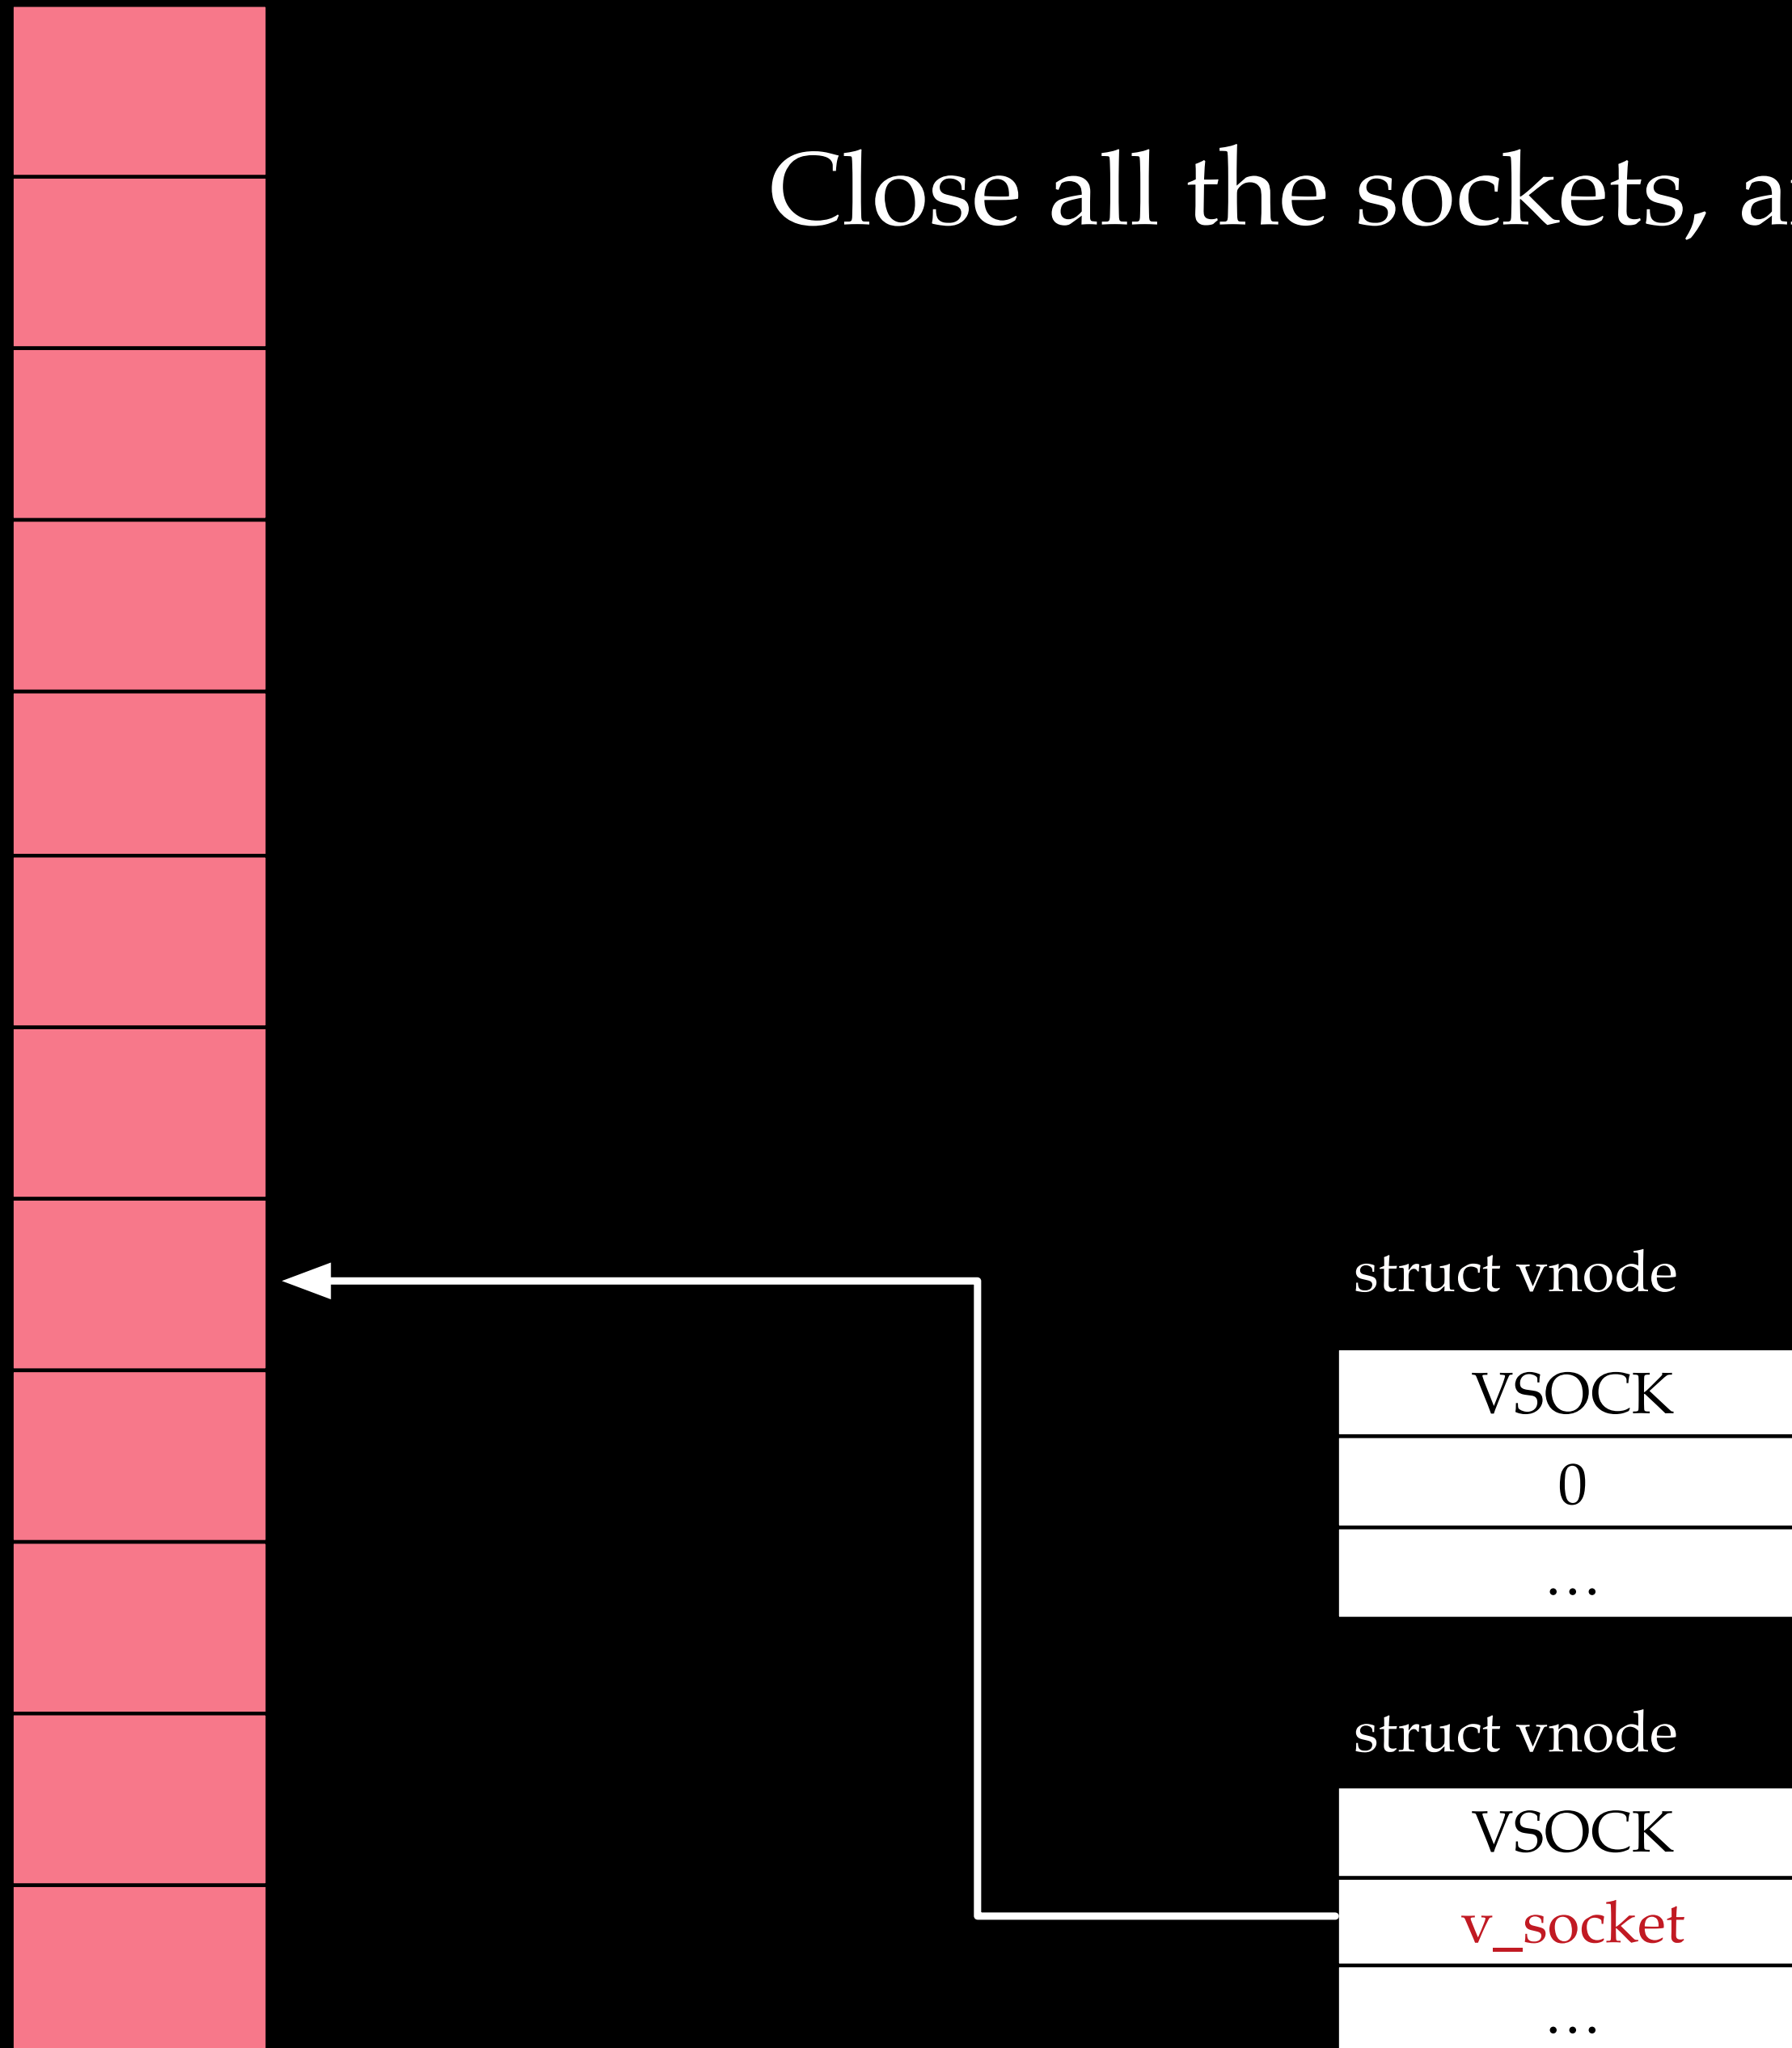 Close all the sockets, a
struct vnode
VSOCK
0
...
struct vnode
VSOCK
v_socket
...